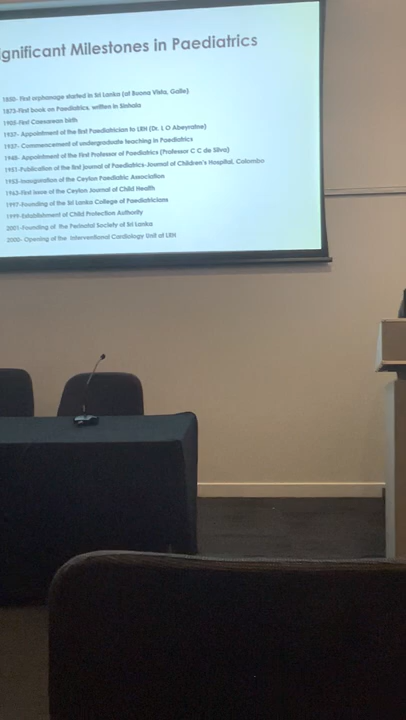 ignificant Milestones in Paediatrics
1850- First orphanage started in Sri Lanka (at Buona Vista, Galle)
1873-First book on Paediatrics, written in Sinhala
1905-First Caesarean birth
1937- Appointment of the first Paediatrician to LRH (Dr. L O Abeyratne)
1937- Commencement of undergraduate teaching in Paediatrics
1948- Appointment of the First Professor of Paediatrics (Professor C C de Silva)
1951-Publication of the first journal of Paediatrics-Journal of Children's Hospital, Colombo
1953-Inauguration of the Ceylon Paediatric Association
1963-First issue of the Ceylon Journal of Child Health
1997-Founding of the Sri Lanka College of Paediatricians
1999-Establishment of Child Protection Authority
2001-Founding of the Perinatal Society of Sri Lanka
2000- Opening of the Interventional Cardiology Unit at LRH